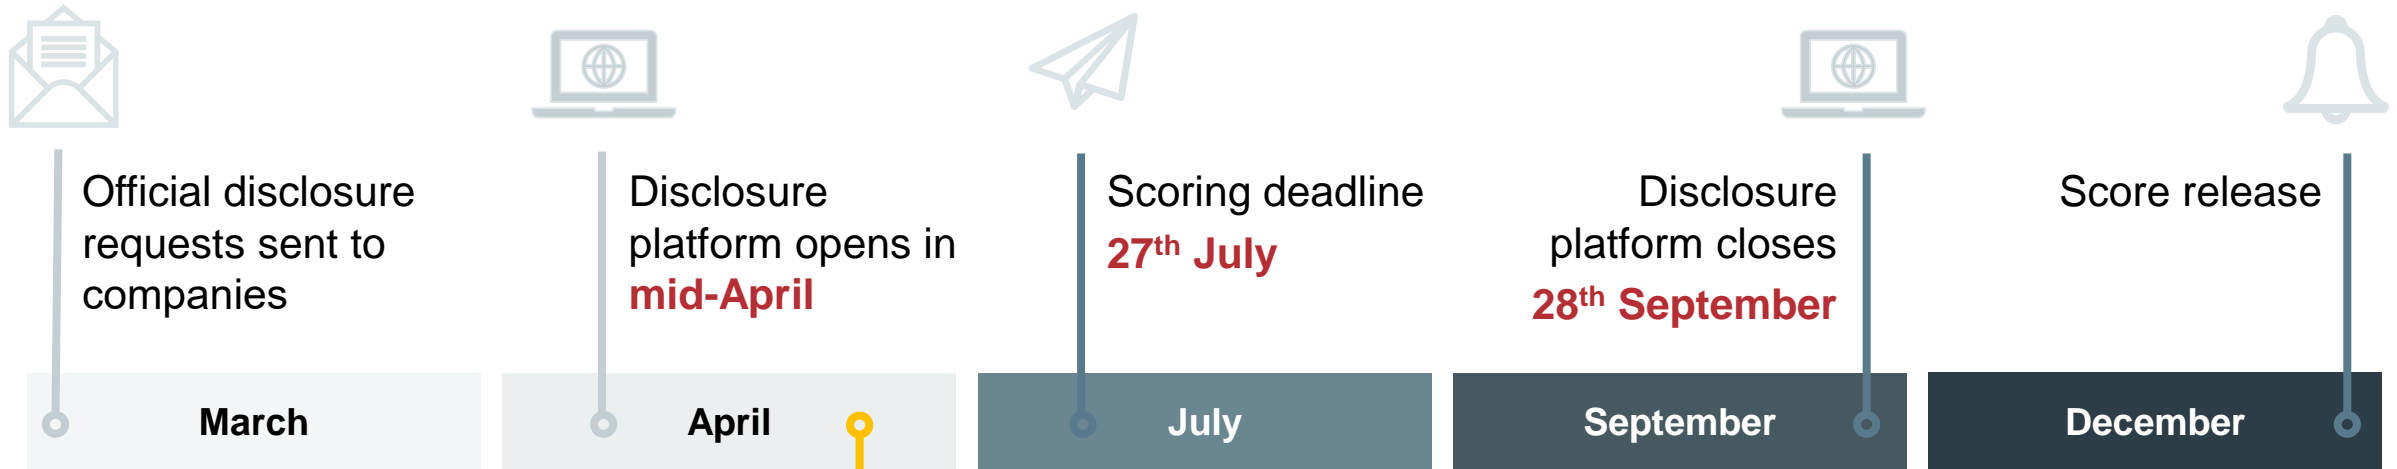 Official disclosure
requests sent to
companies
Disclosure
platform opens in
mid-April
Scoring deadline
27th July
Disclosure
platform closes
28th September
Score release
March
April
July
September
December